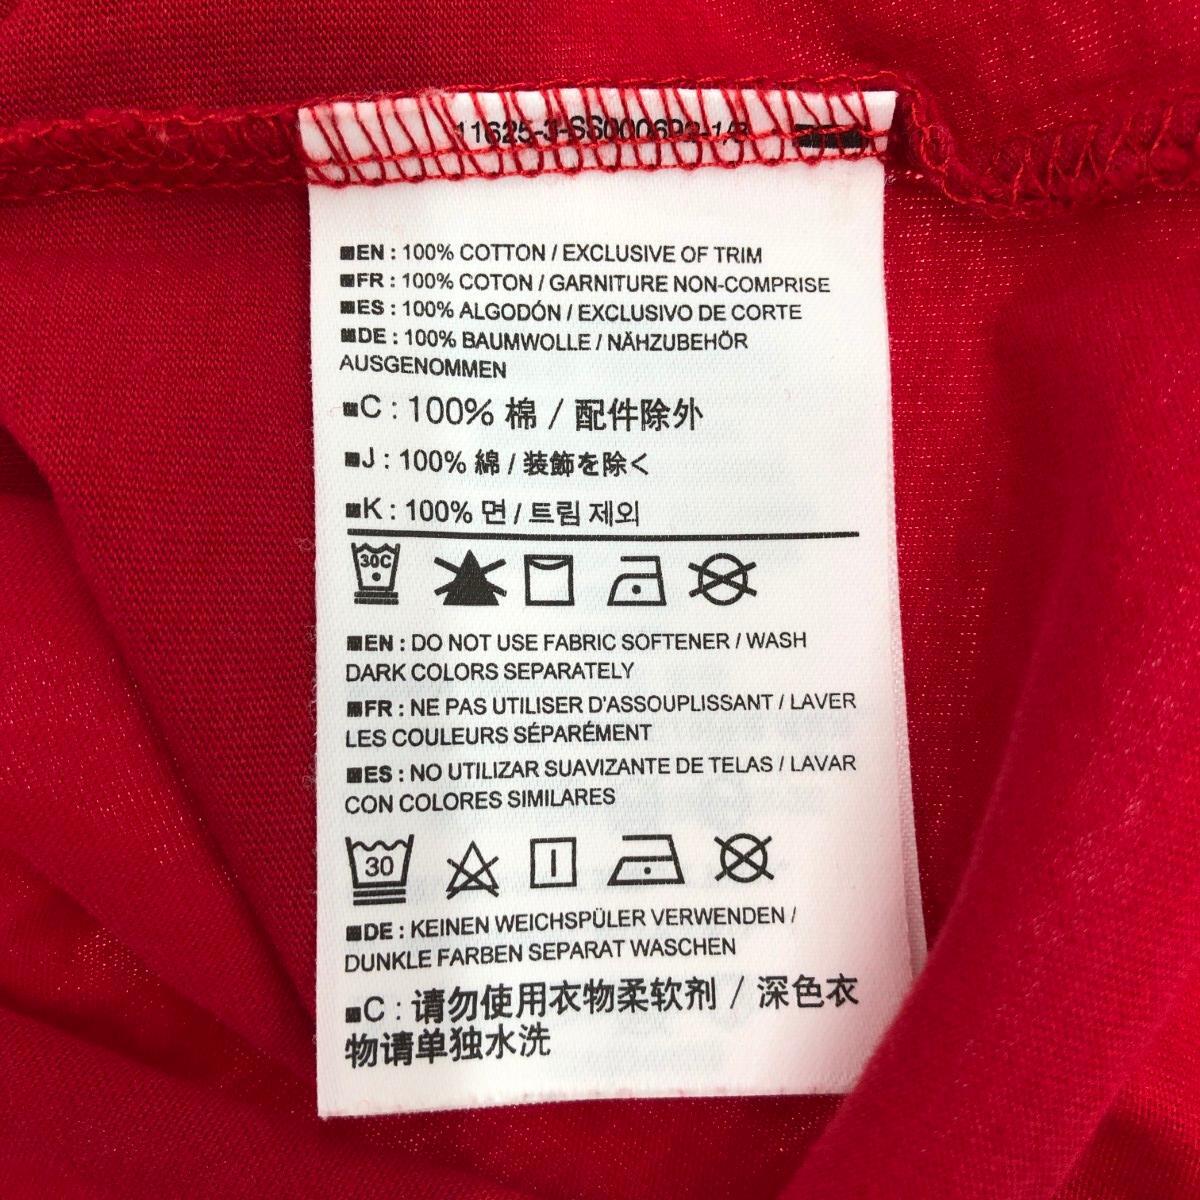 EN : 100% COTTON / EXCLUSIVE OF TRIM
FR : 100% COTON / GARNITURE NON-COMPRISE
ES : 100% ALGODÓN / EXCLUSIVO DE CORTE
DE : 100% BAUMWOLLE / NÄHZUBEHÖR
AUSGENOMMEN
C : 100% 棉 / 配件除外
J : 100% 綿 / 装飾を除く
K : 100% 면 / 트림 제외
30C
EN : DO NOT USE FABRIC SOFTENER / WASH
DARK COLORS SEPARATELY
FR : NE PAS UTILISER D'ASSOUPLISSANT / LAVER
LES COULEURS SÉPARÉMENT
ES : NO UTILIZAR SUAVIZANTE DE TELAS / LAVAR
CON COLORES SIMILARES
30
DE : KEINEN WEICHSPÜLER VERWENDEN /
DUNKLE FARBEN SEPARAT WASCHEN
C : 请勿使用衣物柔软剂 / 深色衣
物请单独水洗